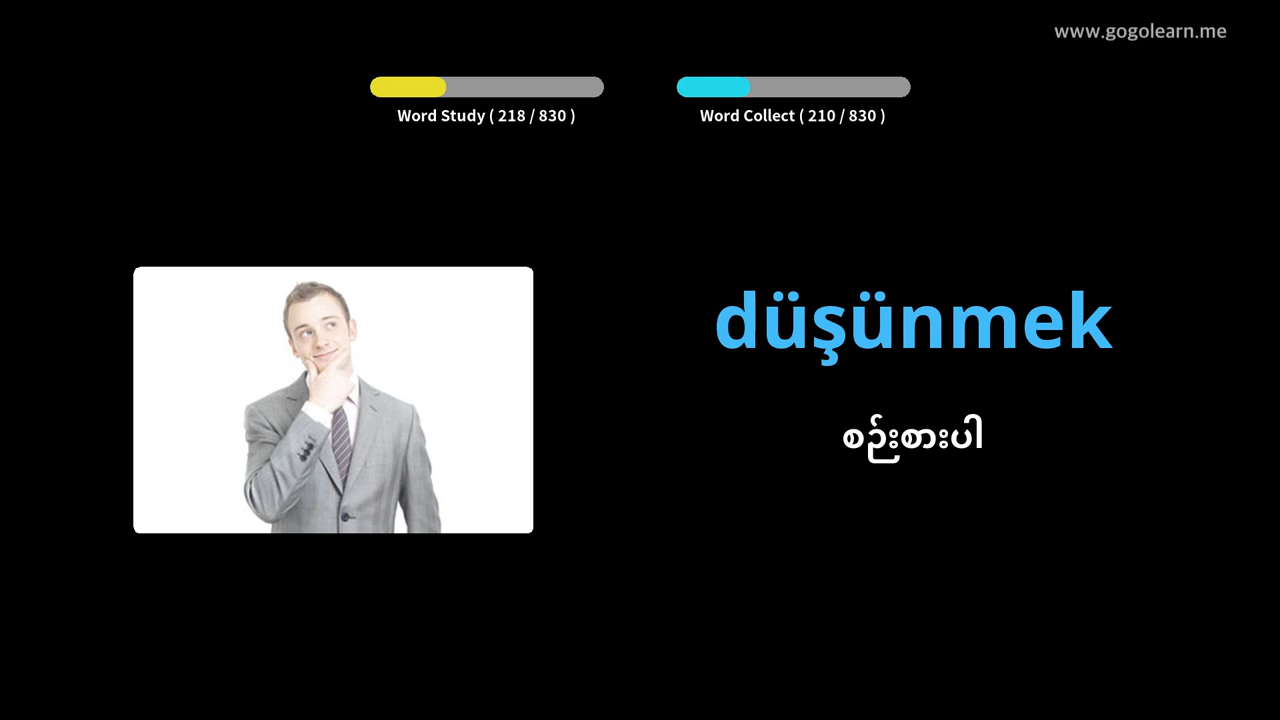 www.gogolearn.me
Word Study ( 218 / 830 )
Word Collect ( 210 / 830 )
düşünmek
စဉ်းစားပါ